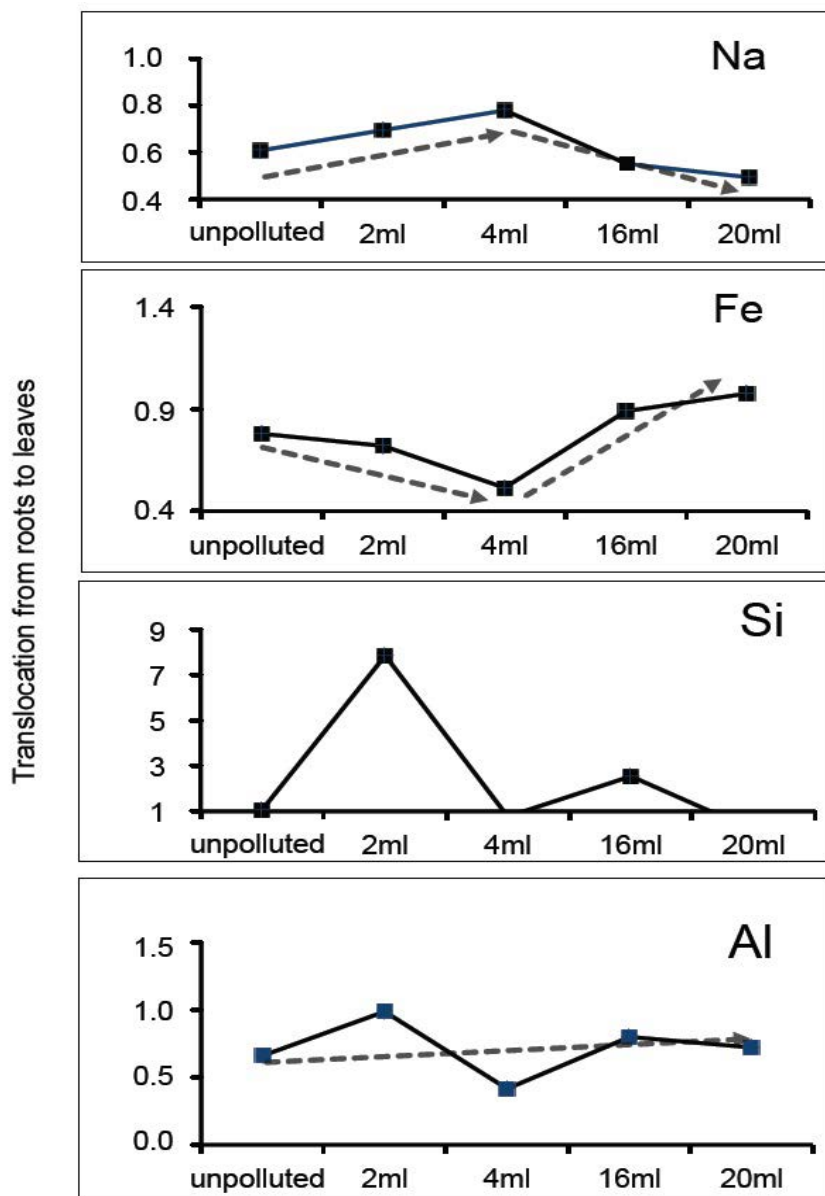 Translocation from roots to leaves
Na
1.0
0.8
0.6
0.4
unpolluted 2ml 4ml 16ml 20ml
Fe
1.4
0.9
0.4
unpolluted 2ml 4ml 16ml 20ml
Si
9
7
5
3
1
unpolluted 2ml 4ml 16ml 20ml
Al
1.5
1.0
0.5
0.0
unpolluted 2ml 4ml 16ml 20ml